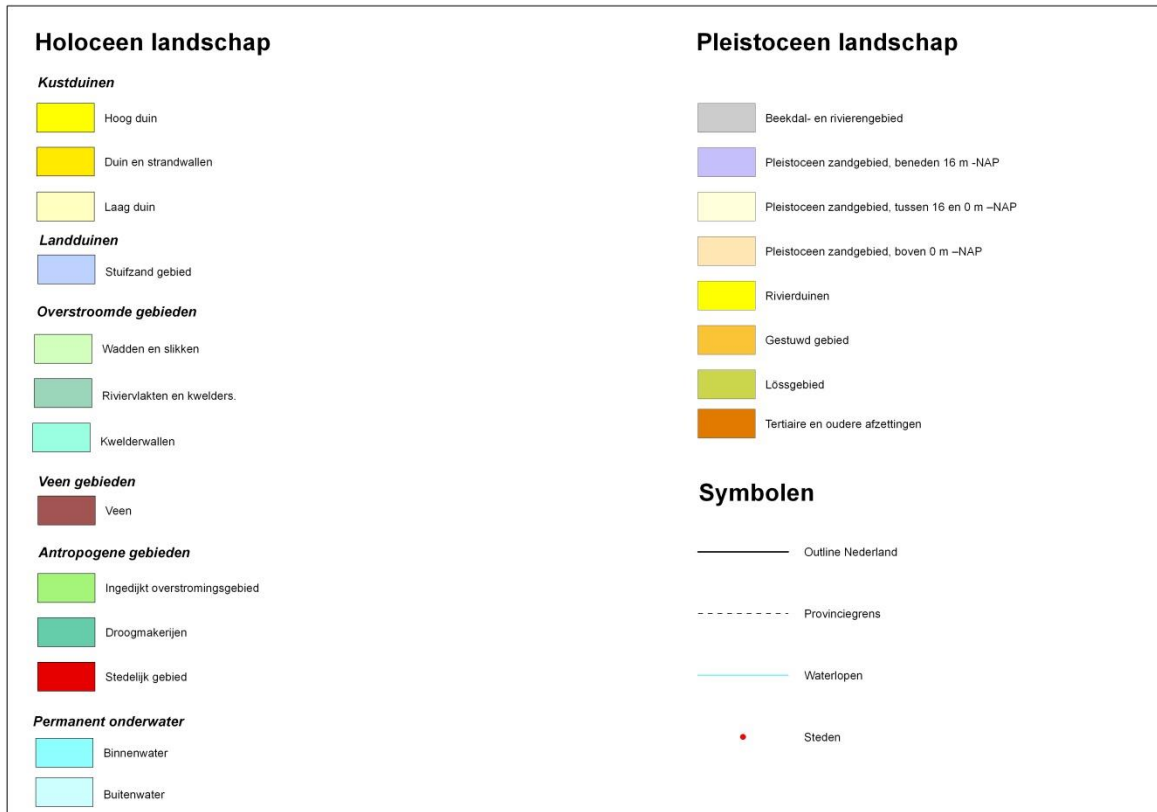 Holoceen landschap
Kustduinen
Hoog duin
Duin en strandwallen
Laag duin
Landduinen
Stuifzand gebied
Overstroomde gebieden
Wadden en slikken
Riviervlakten en kwelders.
Kwelderwallen
Veen gebieden
Veen
Antropogene gebieden
Ingedijkt overstromingsgebied
Droogmakerijen
Stedelijk gebied
Permanent onderwater
Binnenwater
Buitenwater
Pleistoceen landschap
Beekdal- en rivierengebied
Pleistoceen zandgebied, beneden 16 m -NAP
Pleistoceen zandgebied, tussen 16 en 0 m –NAP
Pleistoceen zandgebied, boven 0 m –NAP
Rivierduinen
Gestuwd gebied
Lössgebied
Tertiaire en oudere afzettingen
Symbolen
Outline Nederland
Provinciegrens
Waterlopen
Steden